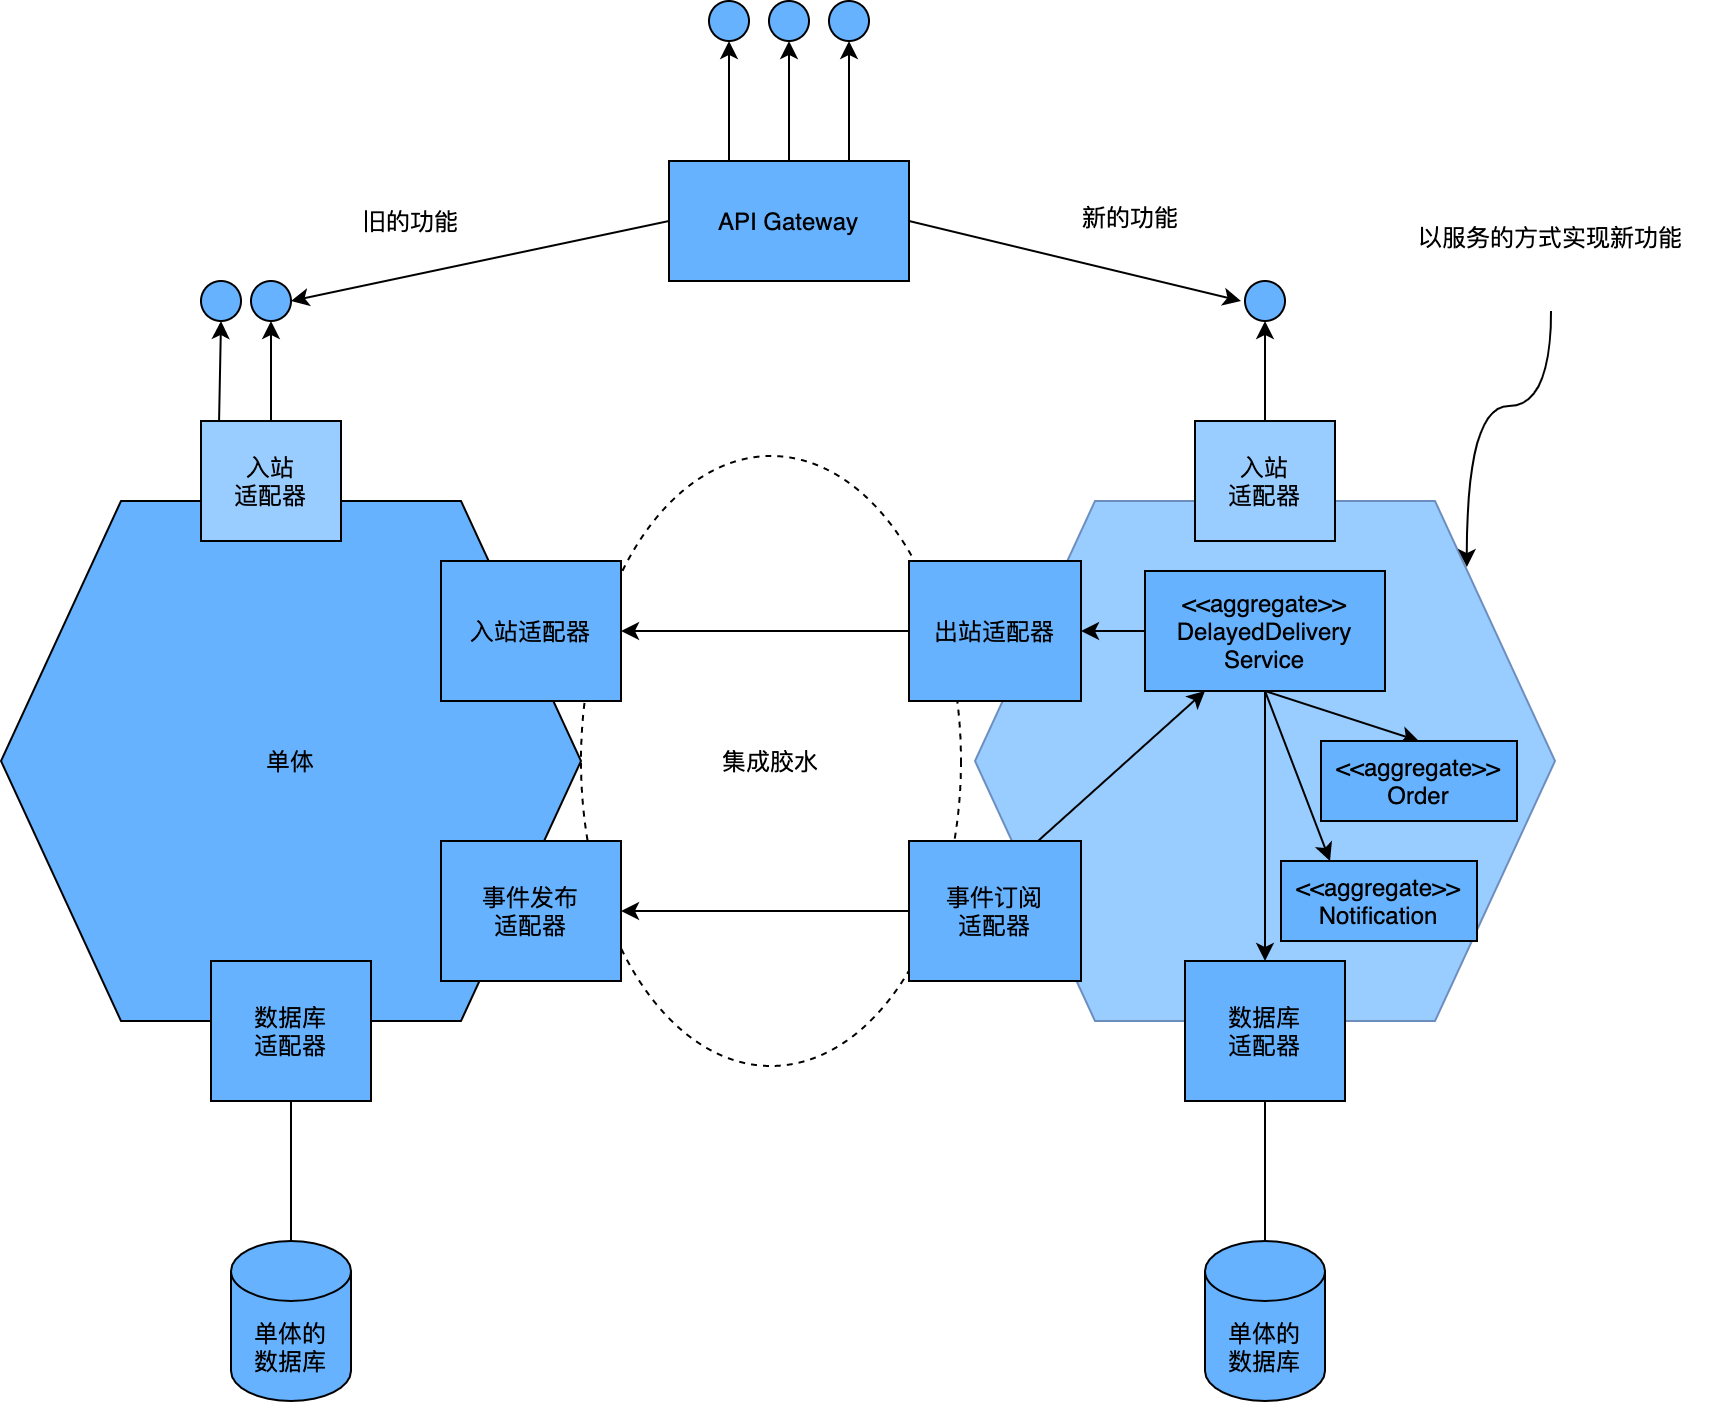 API Gateway
旧的功能
新的功能
以服务的方式实现新功能
入站
适配器
入站
适配器
入站适配器
出站适配器
<<aggregate>>
DelayedDelivery
Service
单体
集成胶水
<<aggregate>>
Order
事件发布
适配器
事件订阅
适配器
<<aggregate>>
Notification
数据库
适配器
数据库
适配器
单体的
数据库
单体的
数据库